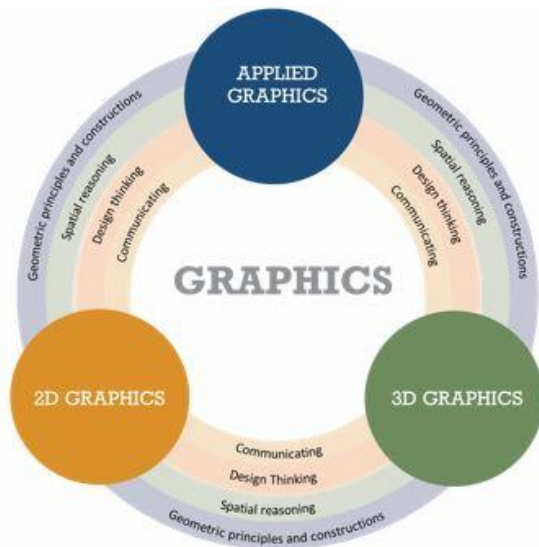 APPLIED
GRAPHICS
Geometric principles and constructions
Spatial reasoning
Design thinking
Communicating
Geometric principles and constructions
Spatial reasoning
Design thinking
Communicating
GRAPHICS
2D GRAPHICS
3D GRAPHICS
Communicating
Design Thinking
Spatial reasoning
Geometric principles and constructions